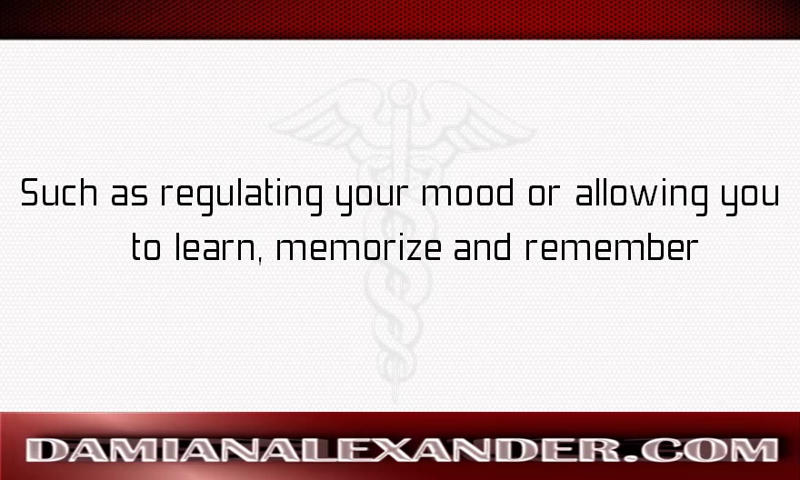 Such as regulating your mood or allowing you
to learn, memorize and remember
DAMIANALEXANDER.COM